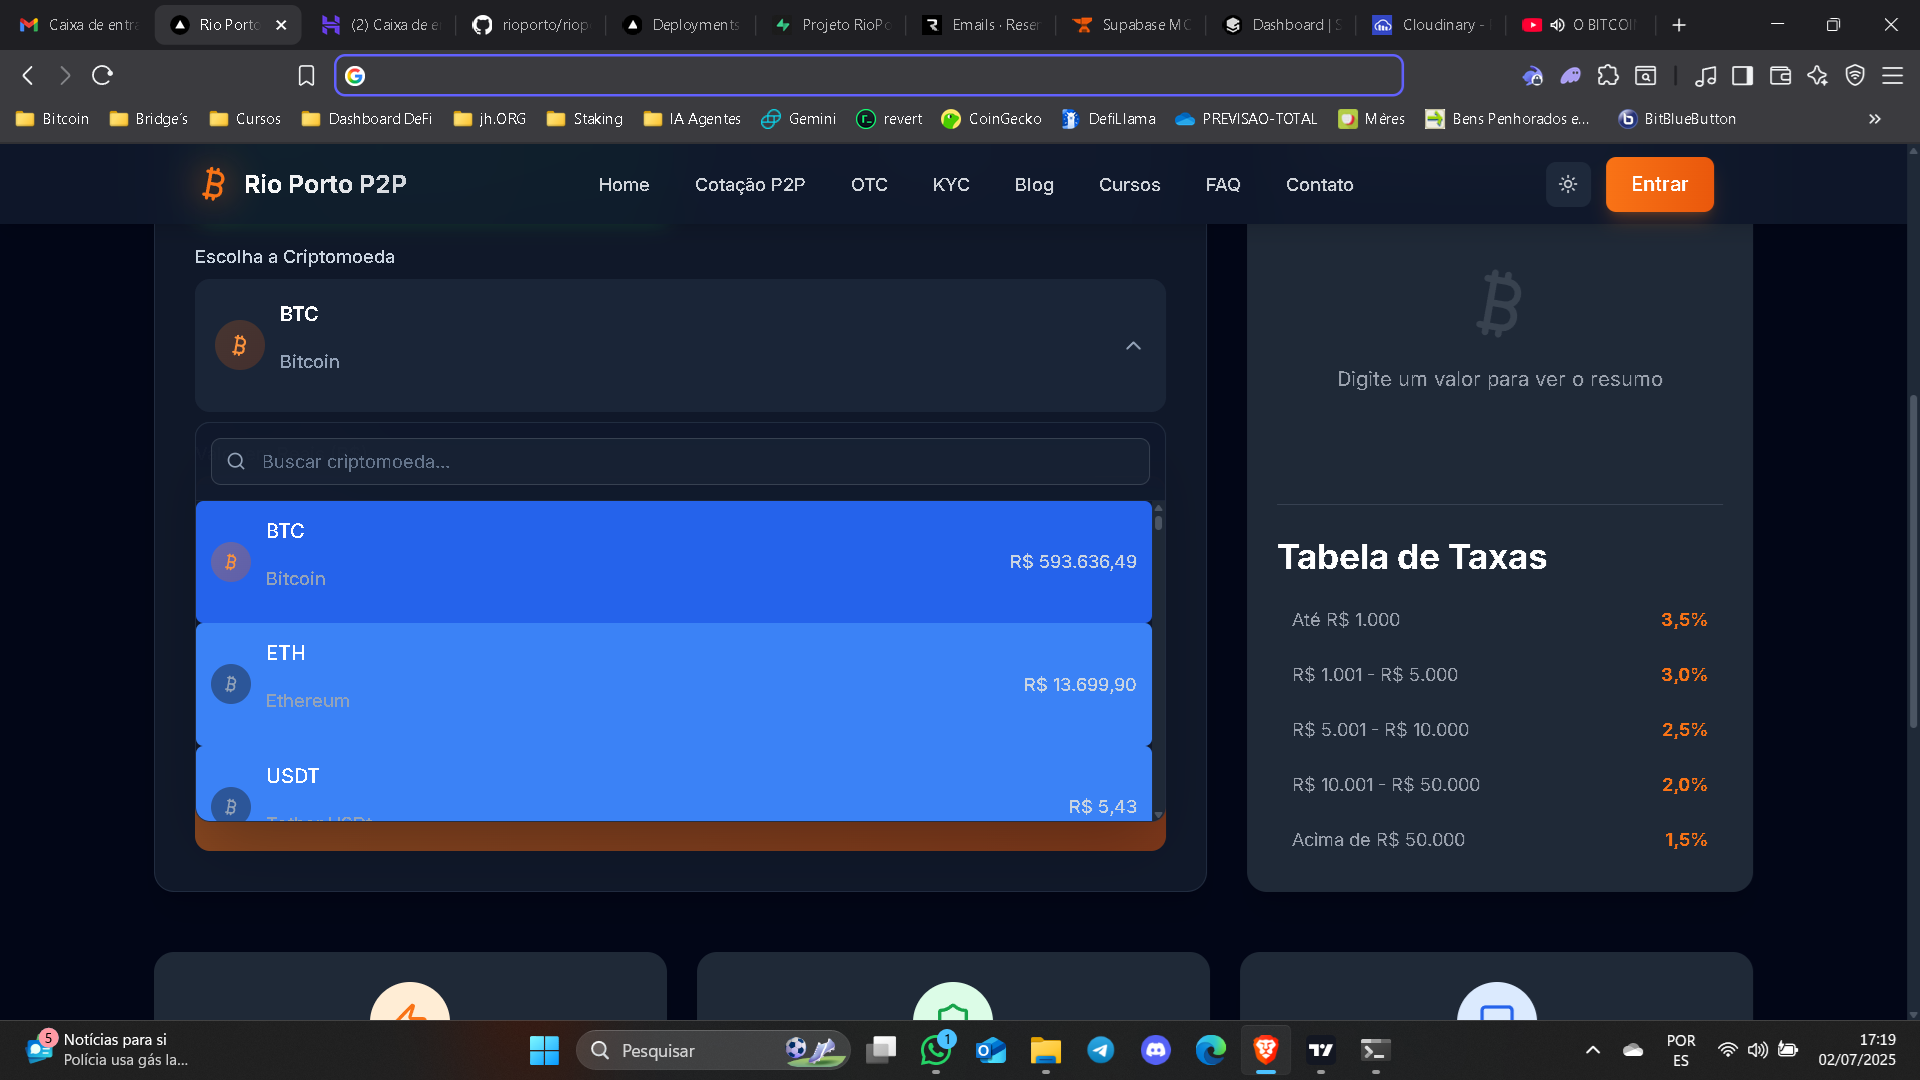 Caixa de entra
Rio Porto
(2) Caixa de e
rioporto/riop
Deployments
Projeto RioPo
Emails · Rese
Supabase MC
Dashboard | S
Cloudinary -
O BITCOI
Bitcoin
Bridge's
Cursos
Dashboard DeFi
jh.ORG
Staking
IA Agentes
Gemini
revert
CoinGecko
DefiLlama
PREVISAO-TOTAL
Mêres
Bens Penhorados e...
BitBlueButton
Rio Porto P2P
Home
Cotação P2P
OTC
KYC
Blog
Cursos
FAQ
Contato
Entrar
Escolha a Criptomoeda
BTC
Bitcoin
Buscar criptomoeda...
BTC
Bitcoin
R$ 593.636,49
ETH
Ethereum
R$ 13.699,90
USDT
R$ 5,43
Digite um valor para ver o resumo
Tabela de Taxas
Até R$ 1.000 3,5%
R$ 1.001 - R$ 5.000 3,0%
R$ 5.001 - R$ 10.000 2,5%
R$ 10.001 - R$ 50.000 2,0%
Acima de R$ 50.000 1,5%
5
Notícias para si
Polícia usa gás la...
Pesquisar
1
POR
ES
17:19
02/07/2025